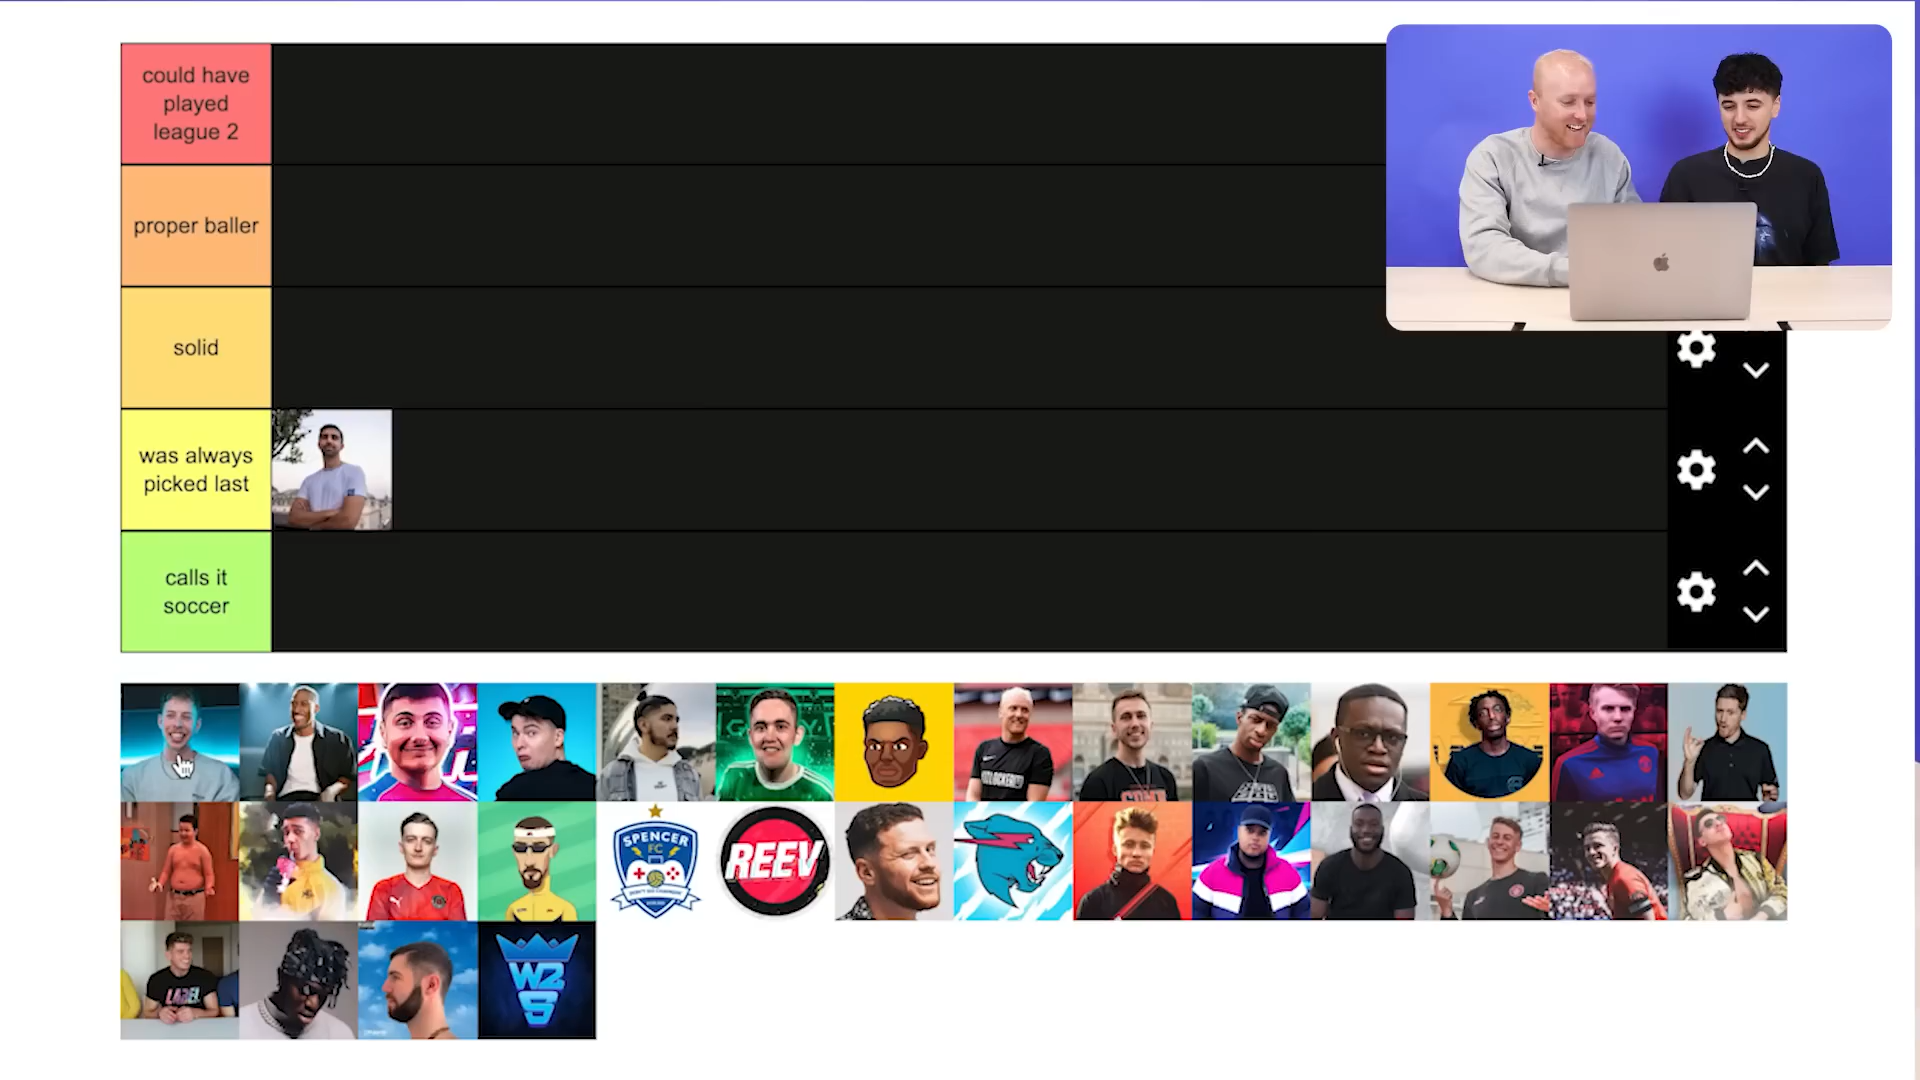 could have
played
league 2
proper baller
solid
was always
picked last
calls it
soccer
SPENCER
FC
REEV
LABEL
W2
S